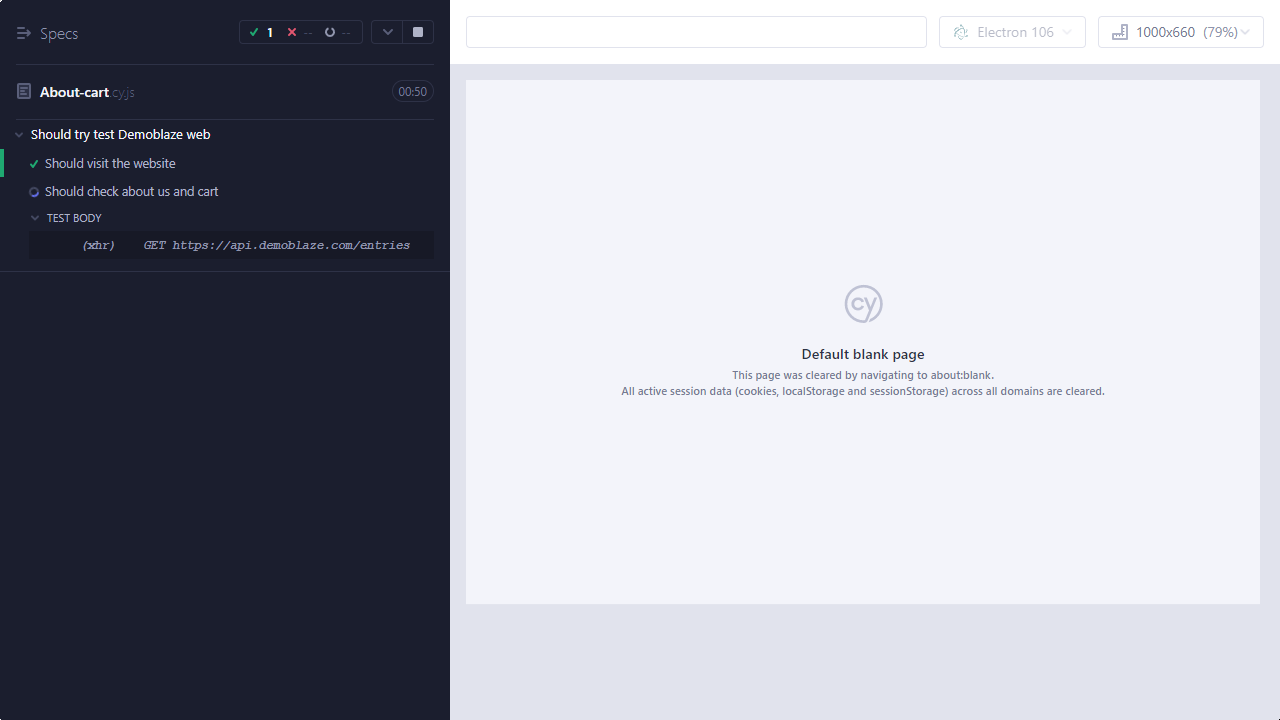 Specs
1 -- --
About-cart.cy.js
00:50
Should try test Demoblaze web
Should visit the website
Should check about us and cart
TEST BODY
(xhr) GET https://api.demoblaze.com/entries
Electron 106
1000x660 (79%)
cy
Default blank page
This page was cleared by navigating to about:blank.
All active session data (cookies, localStorage and sessionStorage) across all domains are cleared.